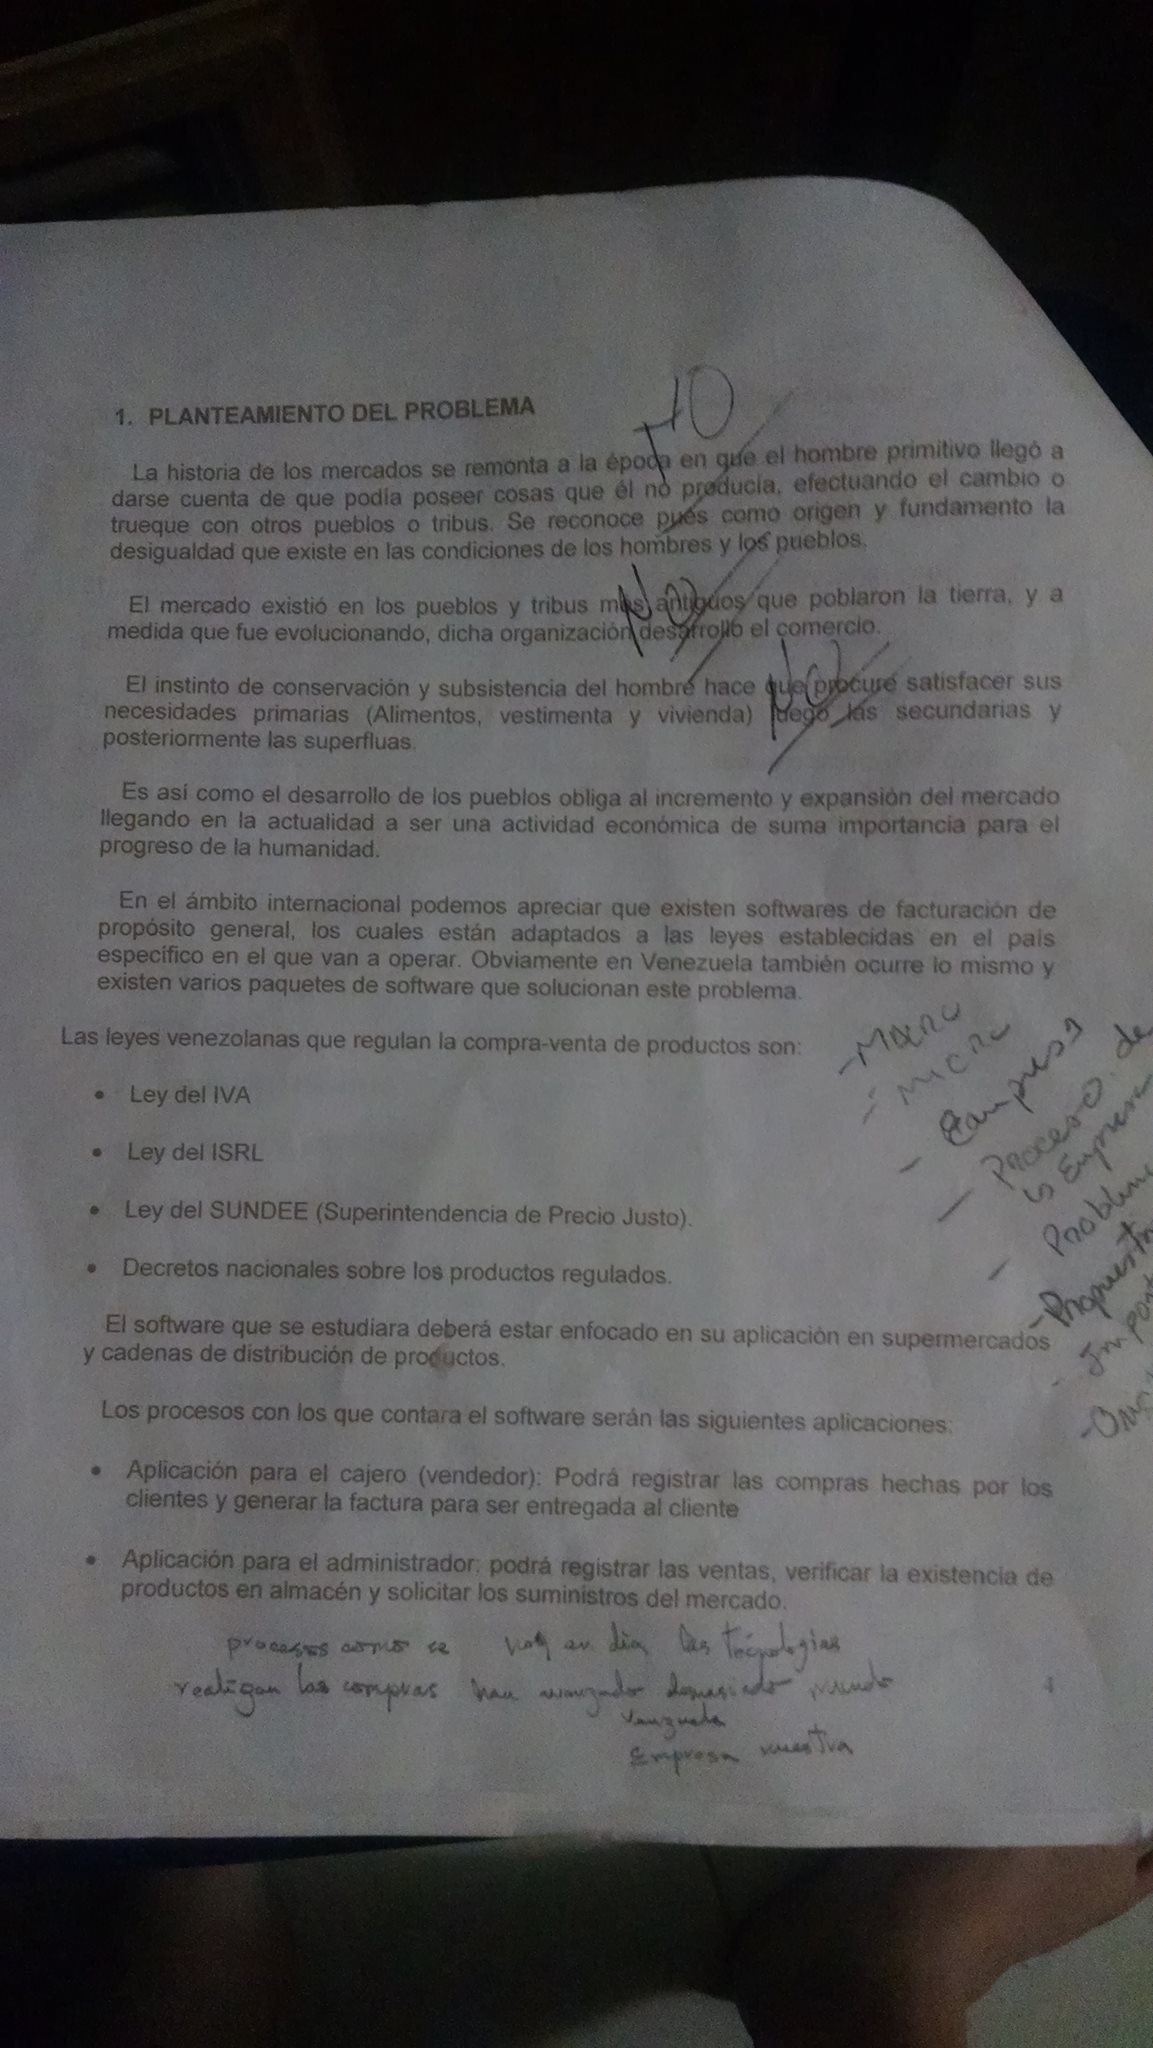 1. PLANTEAMIENTO DEL PROBLEMA
La historia de los mercados se remonta a la época en que el hombre primitivo llegó a
darse cuenta de que podía poseer cosas que él no producía, efectuando el cambio o
trueque con otros pueblos o tribus. Se reconoce pues como origen y fundamento la
desigualdad que existe en las condiciones de los hombres y los pueblos.
El mercado existió en los pueblos y tribus mas antiguos que poblaron la tierra, y a
medida que fue evolucionando, dicha organización desarrollo el comercio.
El instinto de conservación y subsistencia del hombre hace que procure satisfacer sus
necesidades primarias (Alimentos, vestimenta y vivienda) luego las secundarias y
posteriormente las superfluas.
No
No
Es así como el desarrollo de los pueblos obliga al incremento y expansión del mercado
llegando en la actualidad a ser una actividad económica de suma importancia para el
progreso de la humanidad.
En el ámbito internacional podemos apreciar que existen softwares de facturación de
propósito general, los cuales están adaptados a las leyes establecidas en el país
específico en el que van a operar. Obviamente en Venezuela también ocurre lo mismo y
existen varios paquetes de software que solucionan este problema.
Las leyes venezolanas que regulan la compra-venta de productos son:
• Ley del IVA
• Ley del ISRL
• Ley del SUNDEE (Superintendencia de Precio Justo).
• Decretos nacionales sobre los productos regulados.
- Macro
- Micro
- Empresa
- Proceso de
la Empresa
- Problema
- Propuesta
El software que se estudiara deberá estar enfocado en su aplicación en supermercados
y cadenas de distribución de productos.
Los procesos con los que contara el software serán las siguientes aplicaciones:
• Aplicación para el cajero (vendedor): Podrá registrar las compras hechas por los
clientes y generar la factura para ser entregada al cliente
• Aplicación para el administrador: podrá registrar las ventas, verificar la existencia de
productos en almacén y solicitar los suministros del mercado.
procesos como se hoy en dia las tecnologias
realizan las compras han avanzado demasiado mundo
Venezuela
Empresa nuestra
4